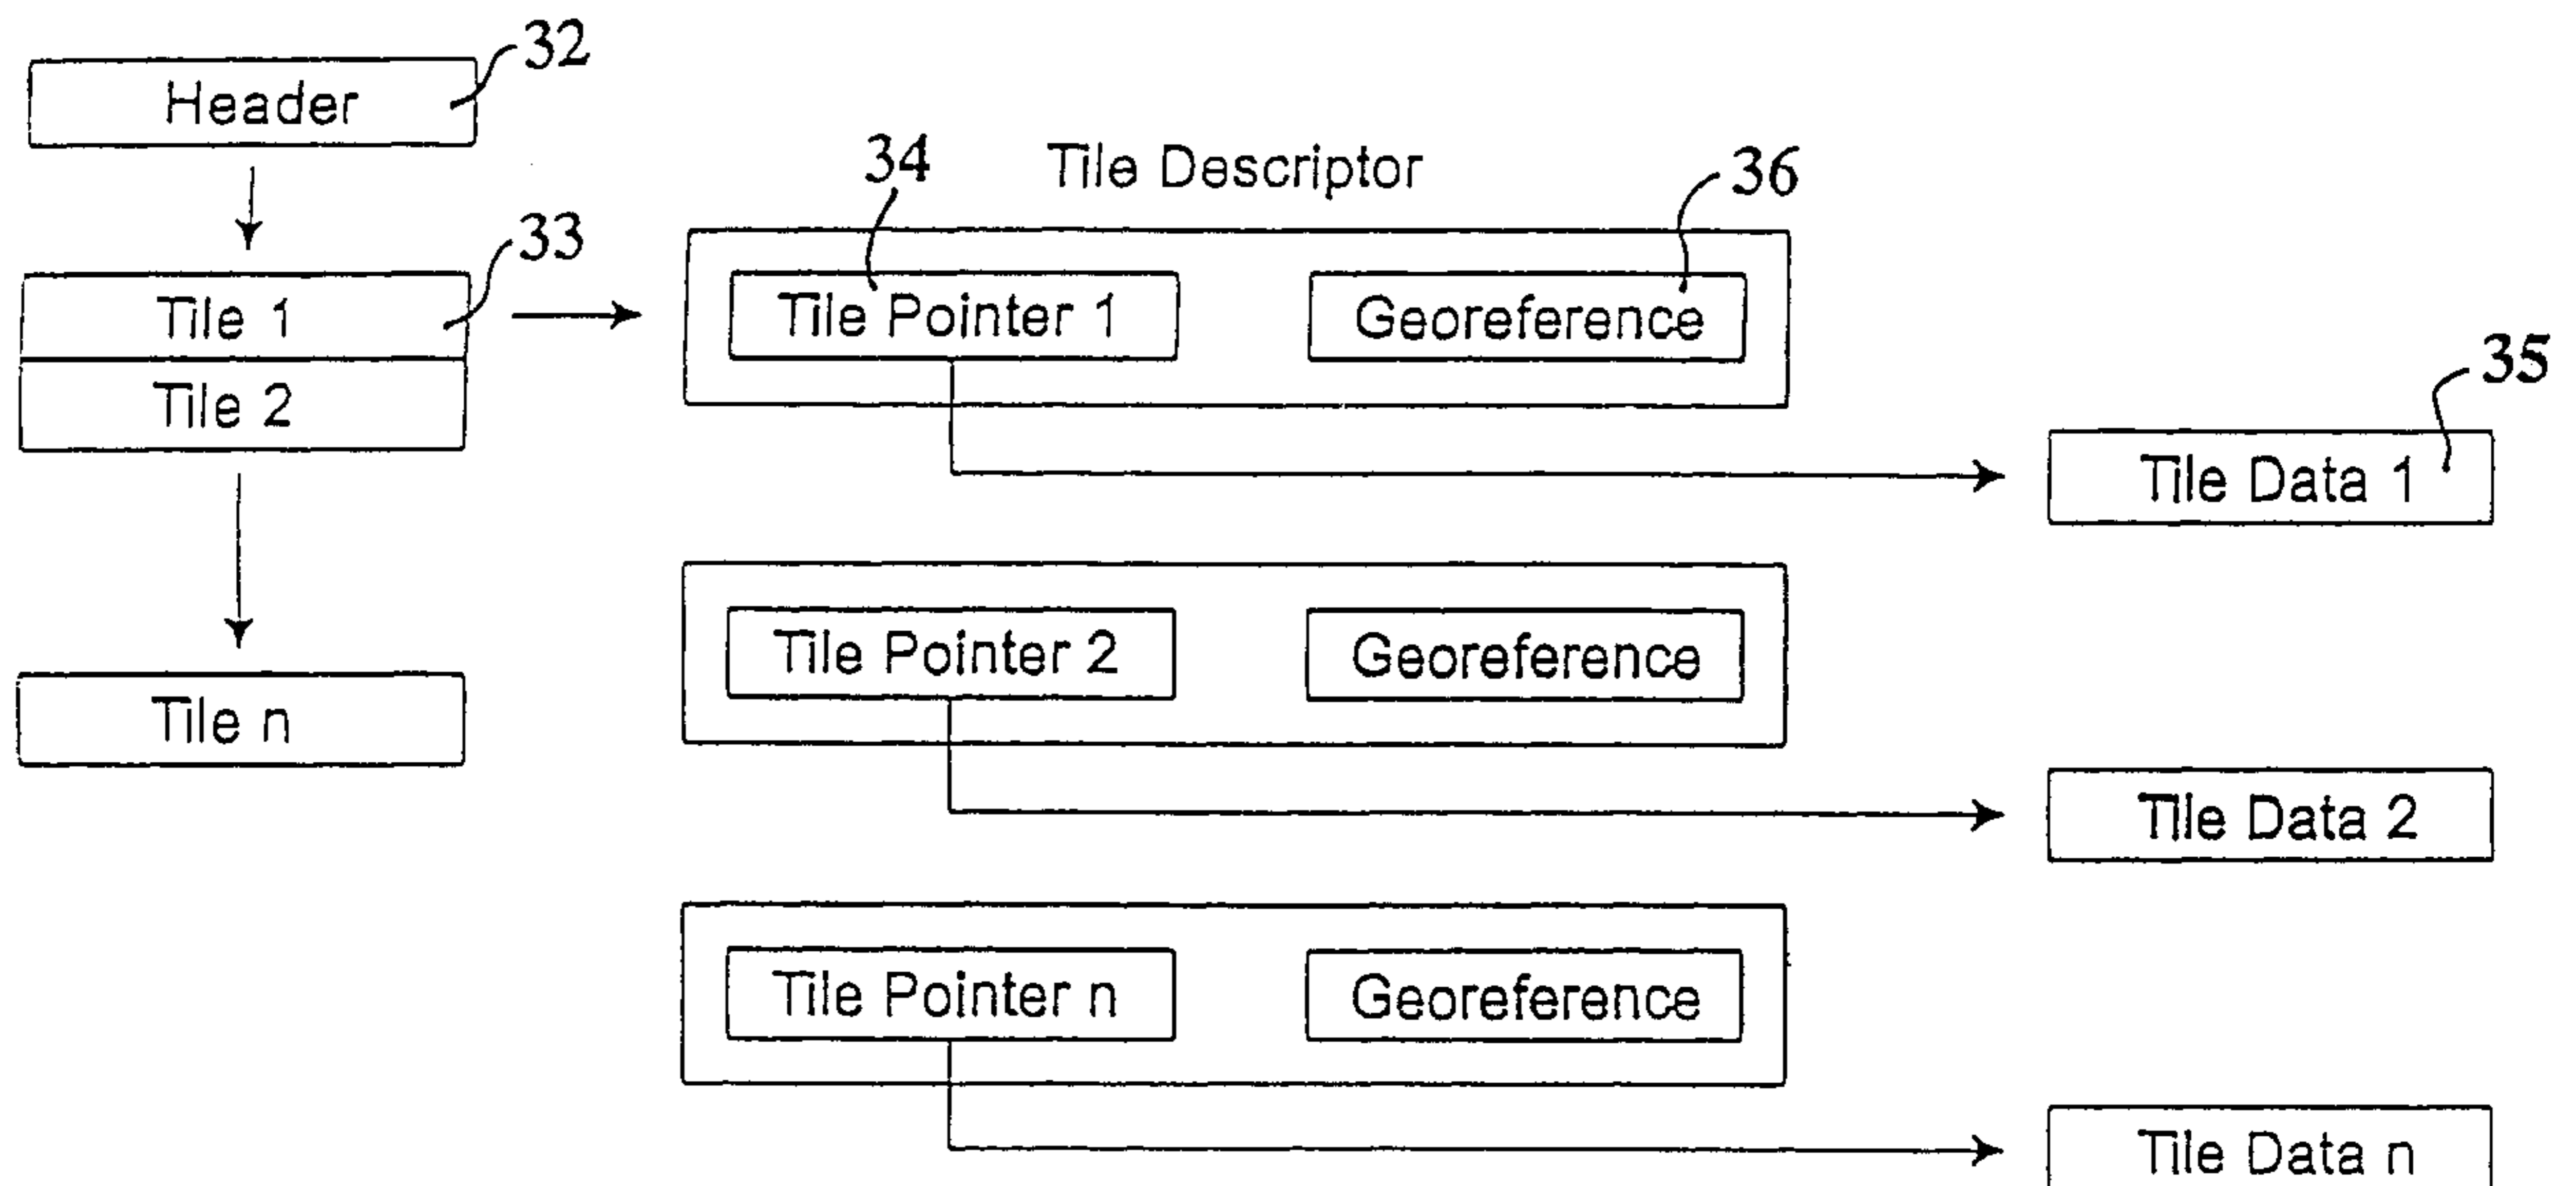 32
Header
34
Tile Descriptor
36
33
Tile 1
Tile Pointer 1
Georeference
35
Tile 2
Tile Data 1
Tile Pointer 2
Georeference
Tile n
Tile Data 2
Tile Pointer n
Georeference
Tile Data n